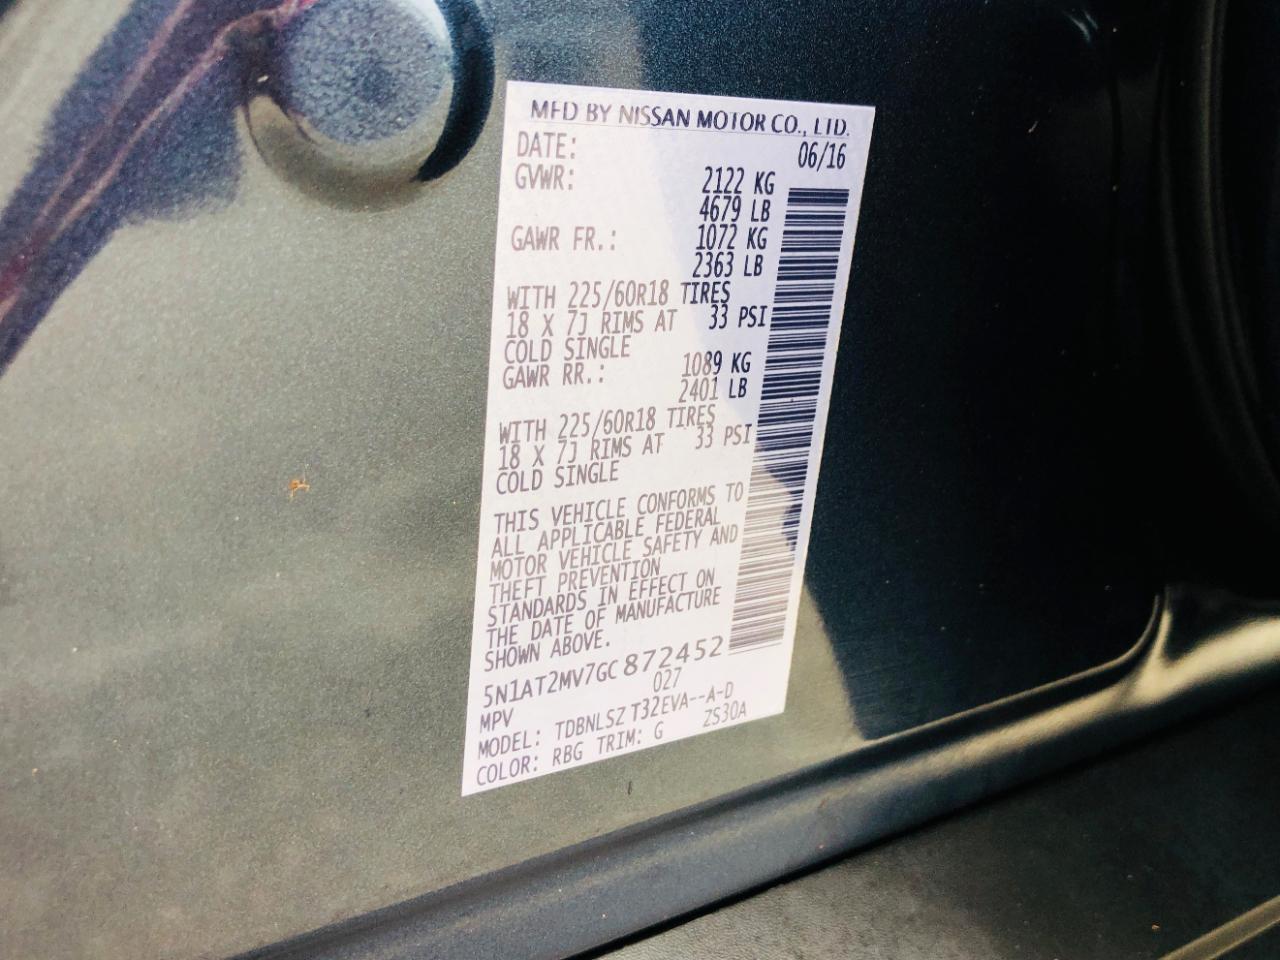 MFD BY NISSAN MOTOR CO., LTD.
DATE: 06/16
GVWR: 2122 KG
4679 LB
GAWR FR.: 1072 KG
2363 LB
WITH 225/60R18 TIRES
18 X 7J RIMS AT 33 PSI
COLD SINGLE
GAWR RR.: 1089 KG
2401 LB
WITH 225/60R18 TIRES
18 X 7J RIMS AT 33 PSI
COLD SINGLE
THIS VEHICLE CONFORMS TO
ALL APPLICABLE FEDERAL
MOTOR VEHICLE SAFETY AND
THEFT PREVENTION
STANDARDS IN EFFECT ON
THE DATE OF MANUFACTURE
SHOWN ABOVE.
5N1AT2MV7GC872452
MPV 027
MODEL: TDBNLSZ T32EVA--A-D
COLOR: RBG TRIM: G ZS30A